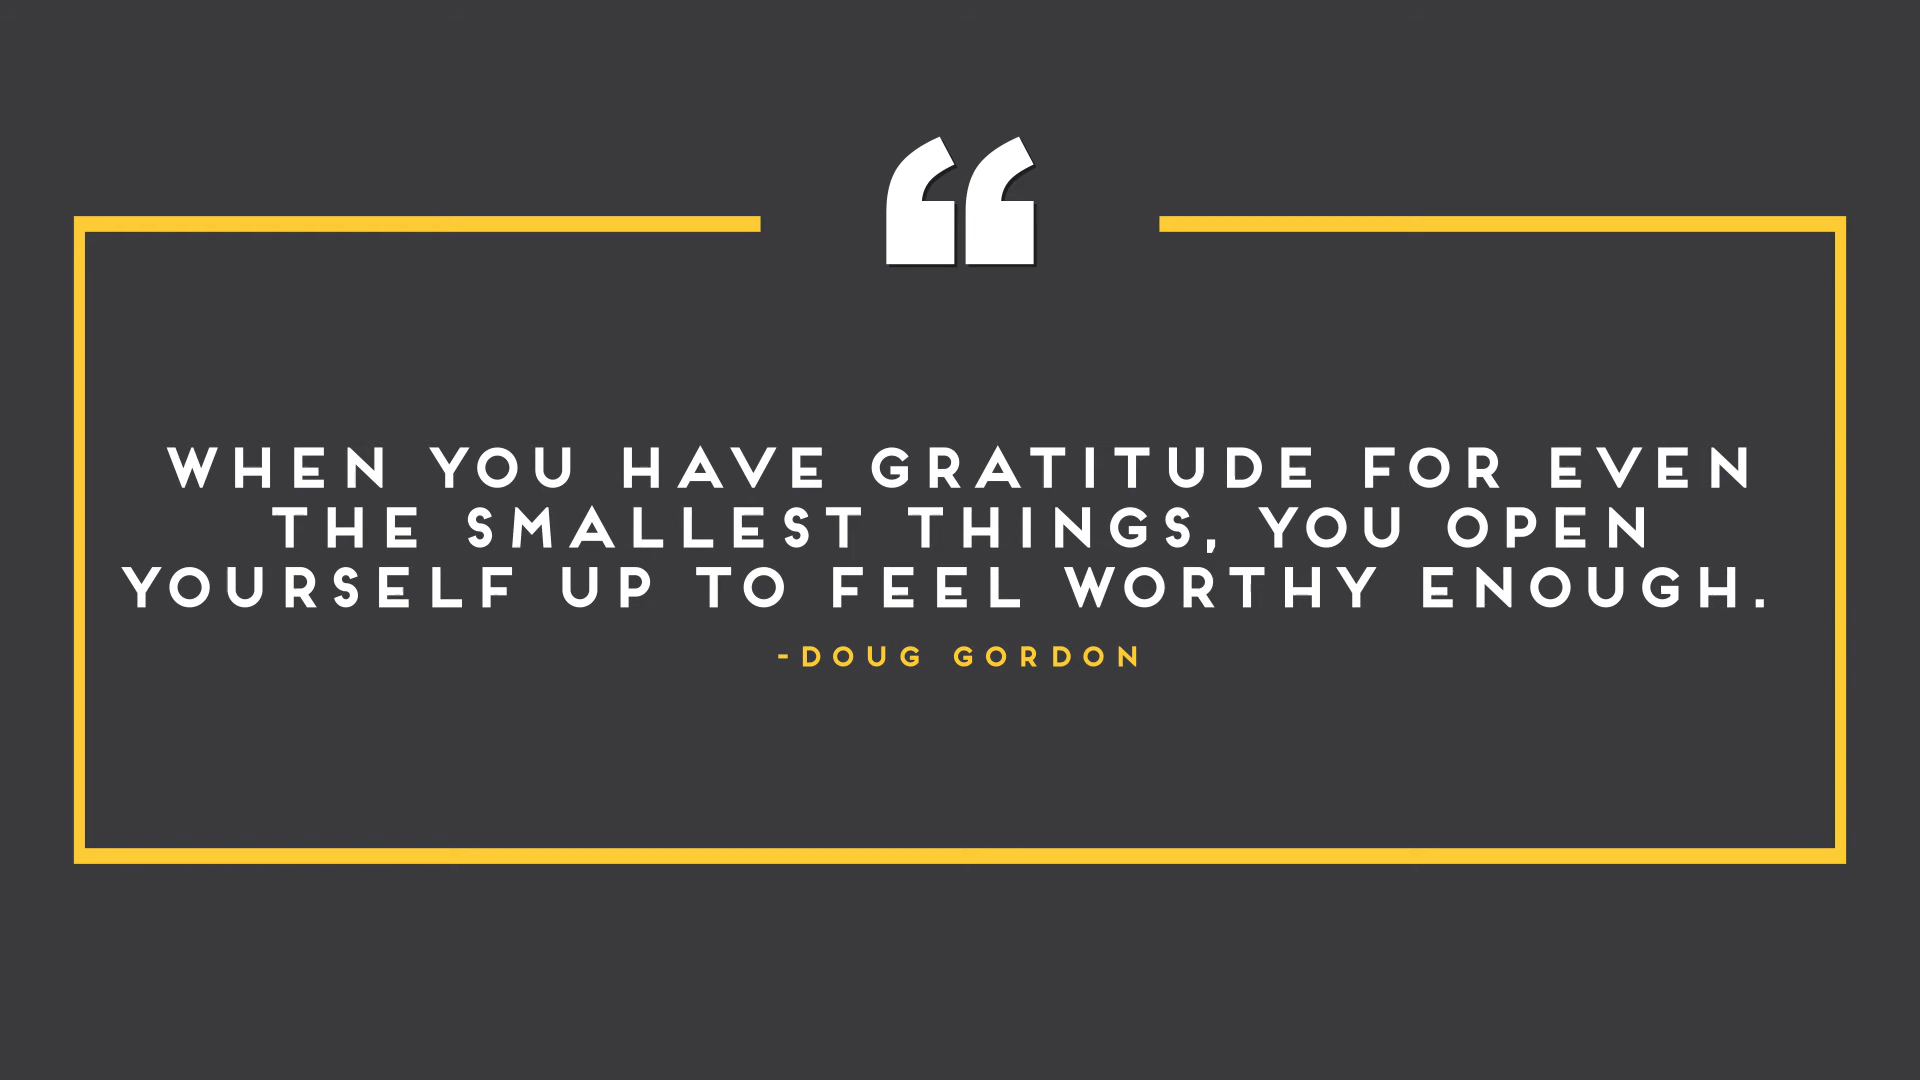 “
WHEN YOU HAVE GRATITUDE FOR EVEN
THE SMALLEST THINGS, YOU OPEN
YOURSELF UP TO FEEL WORTHY ENOUGH.
-DOUG GORDON